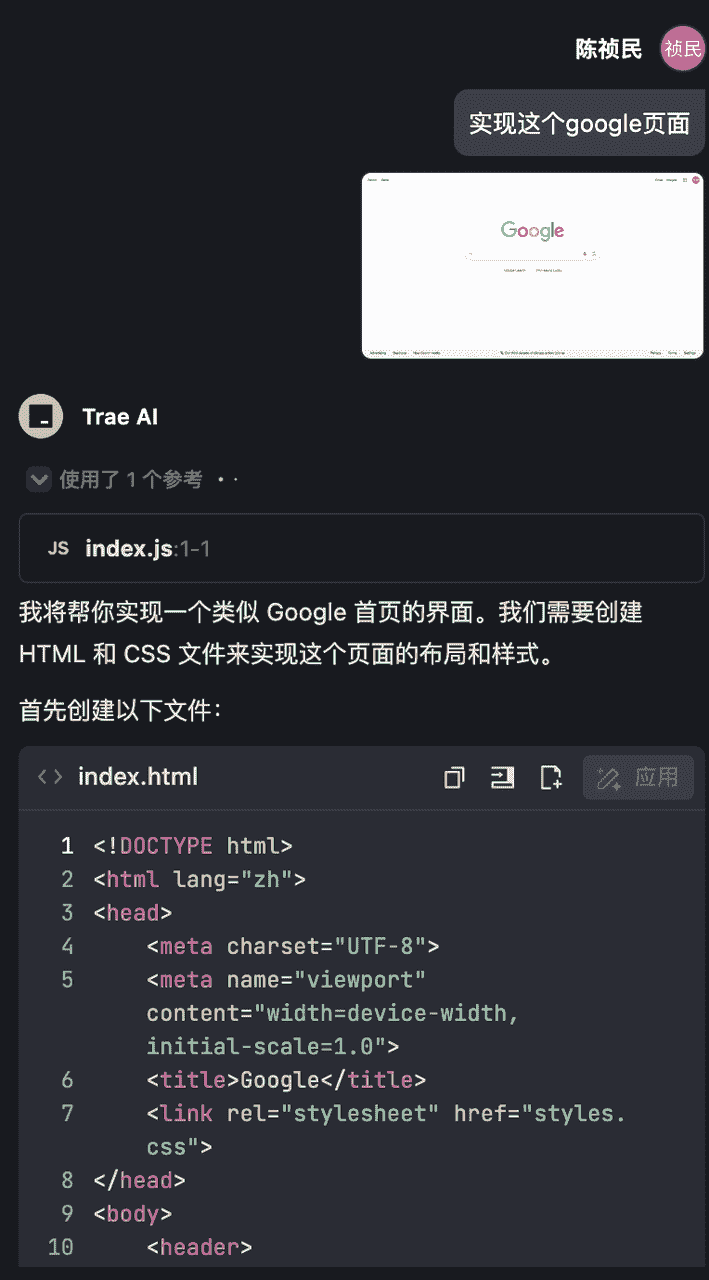 陈祯民
祯民
实现这个google页面
Google
Trae AI
使用了 1 个参考
JS index.js:1-1
我将帮你实现一个类似 Google 首页的界面。我们需要创建
HTML 和 CSS 文件来实现这个页面的布局和样式。
首先创建以下文件：
<> index.html
应用
1 <!DOCTYPE html>
2 <html lang="zh">
3 <head>
4 <meta charset="UTF-8">
5 <meta name="viewport"
content="width=device-width,
initial-scale=1.0">
6 <title>Google</title>
7 <link rel="stylesheet" href="styles.
css">
8 </head>
9 <body>
10 <header>